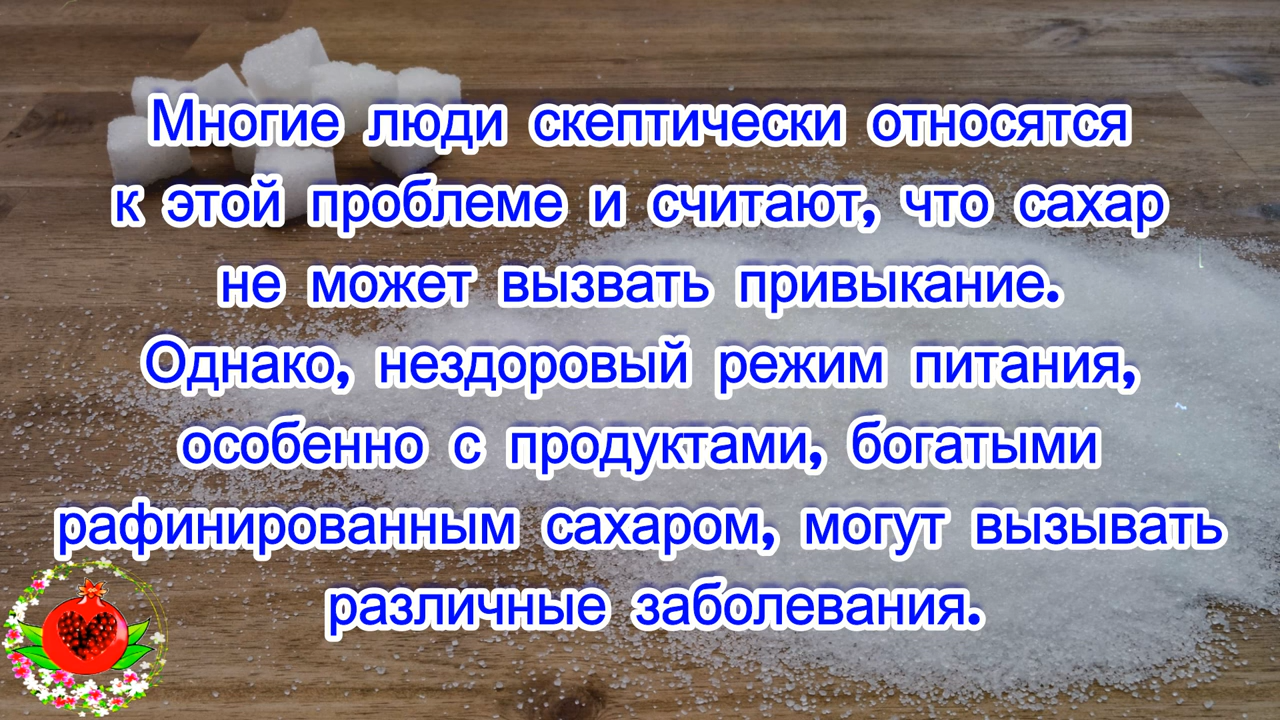 Многие люди скептически относятся
к этой проблеме и считают, что сахар
не может вызвать привыкание.
Однако, нездоровый режим питания,
особенно с продуктами, богатыми
рафинированным сахаром, могут вызывать
различные заболевания.